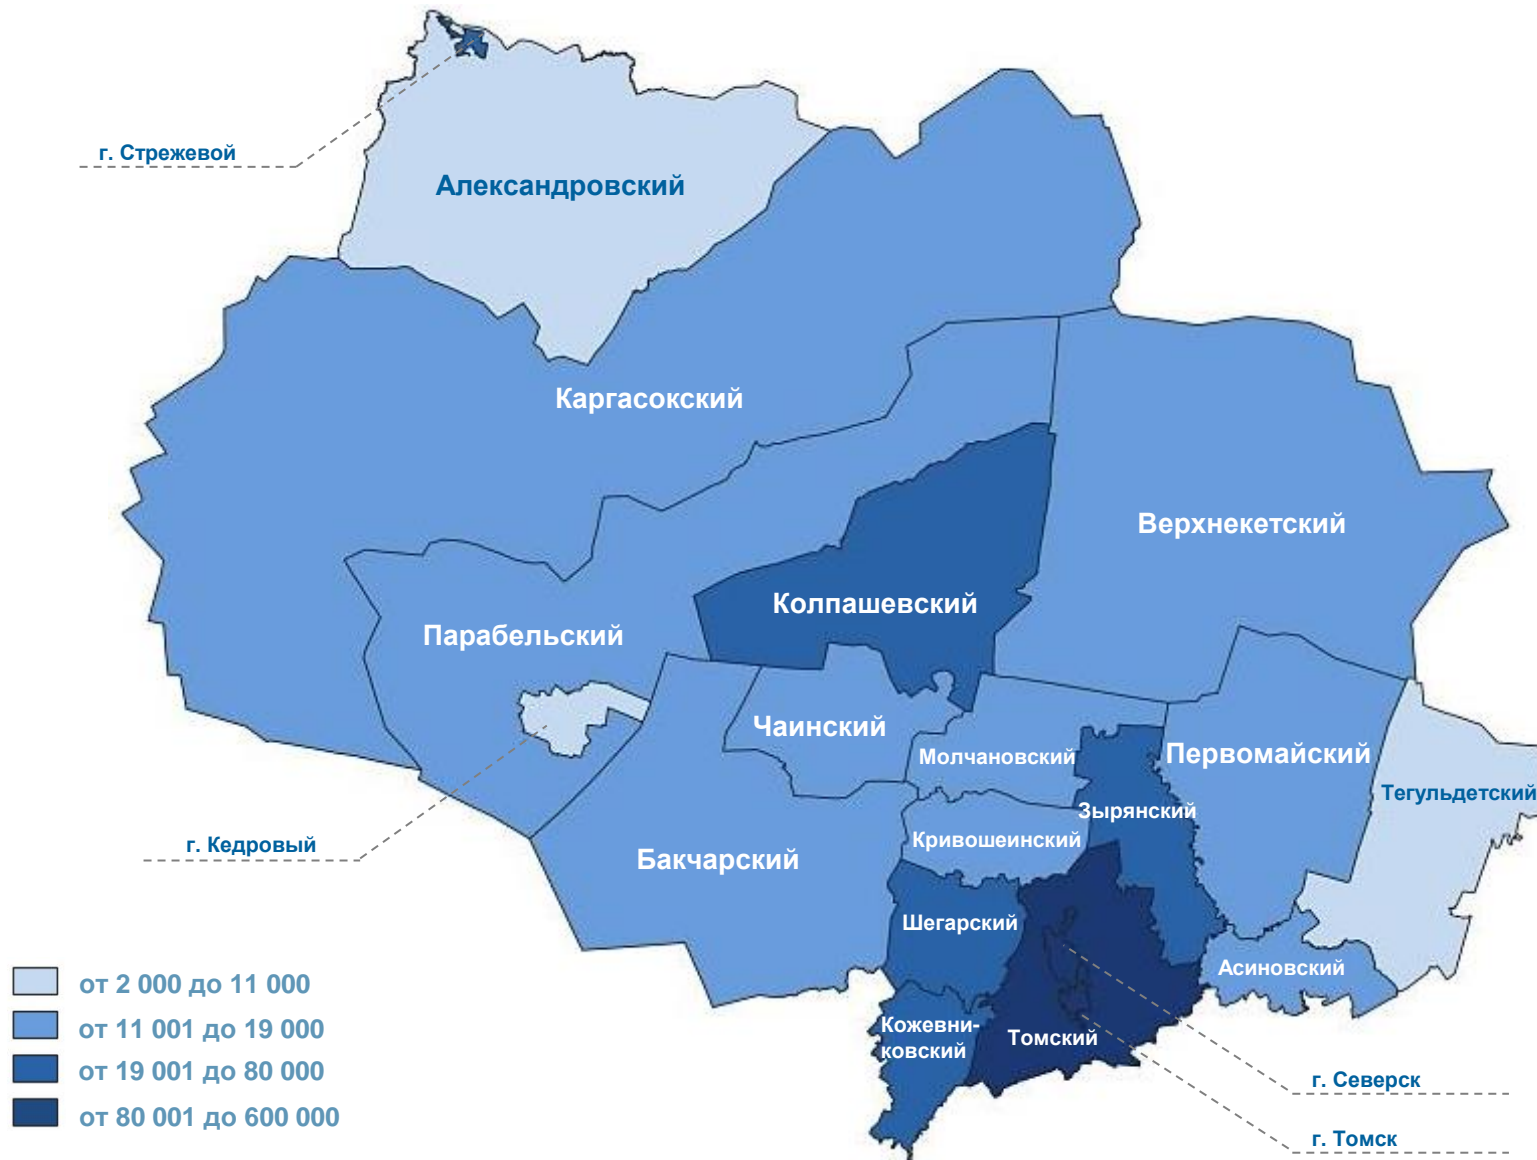 г. Стрежевой
Александровский
Каргасокский
Верхнекетский
Колпашевский
Парабельский
Чаинский
Молчановский
Первомайский
Тегульдетский
Зырянский
г. Кедровый
Бакчарский
Кривошеинский
Шегарский
Асиновский
Кожевни-
ковский
Томский
от 2 000 до 11 000
от 11 001 до 19 000
от 19 001 до 80 000
от 80 001 до 600 000
г. Северск
г. Томск